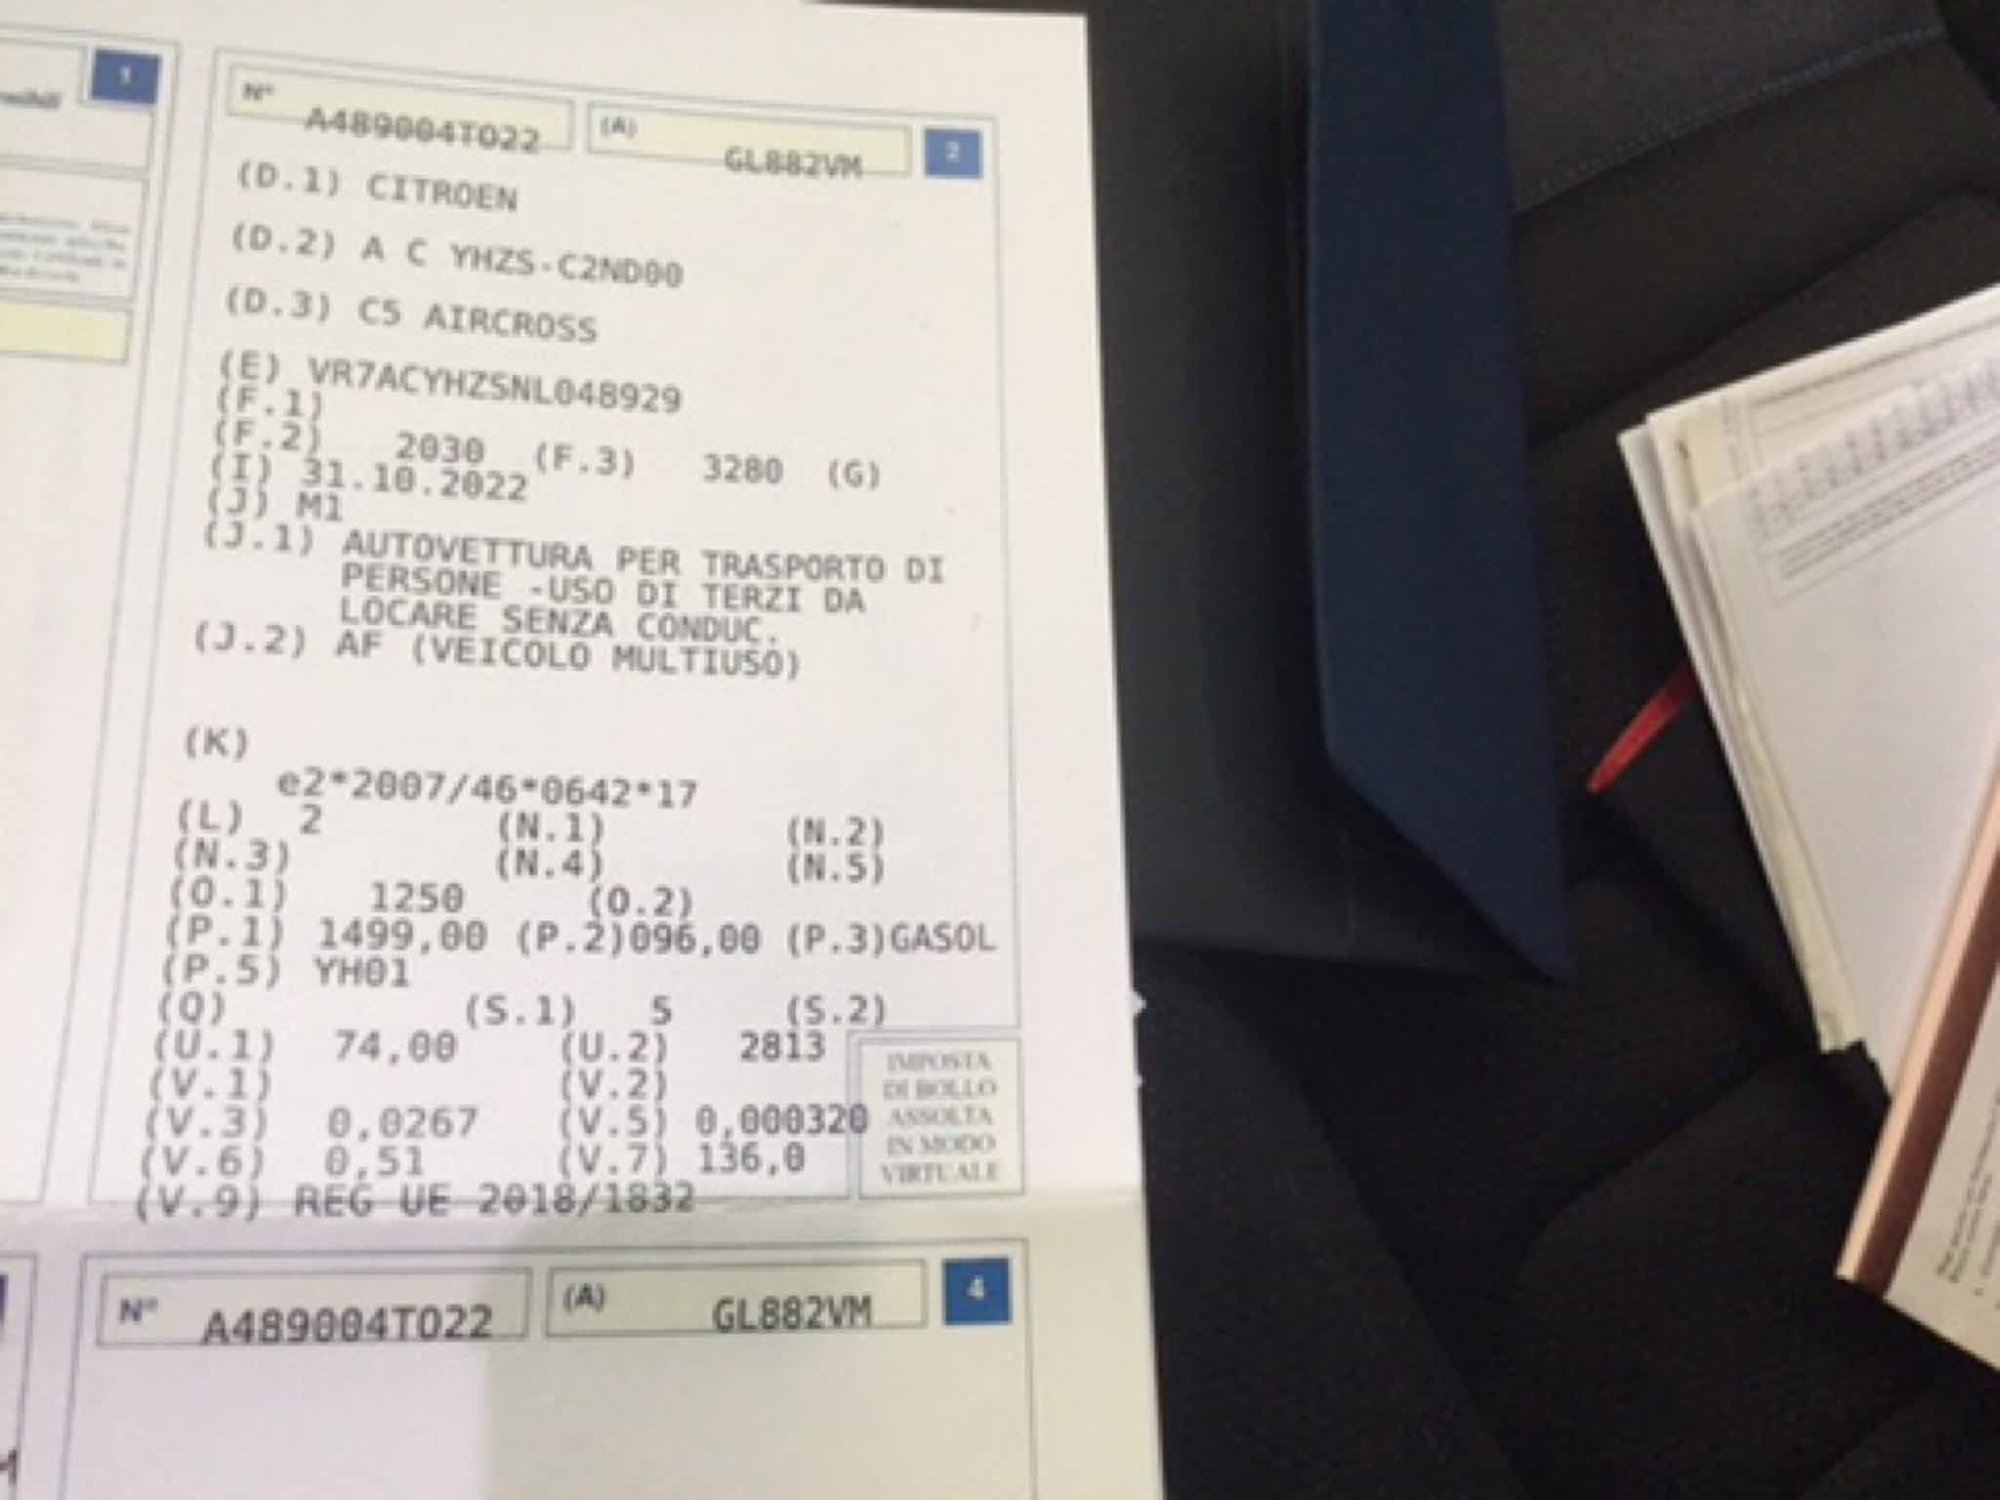 1
N° A489004TO22 (A) GL882VM 2
(D.1) CITROEN
(D.2) A C YHZS-C2ND00
(D.3) C5 AIRCROSS
(E) VR7ACYHZSNL048929
(F.1)
(F.2) 2030 (F.3) 3280 (G)
(I) 31.10.2022
(J) M1
(J.1) AUTOVETTURA PER TRASPORTO DI
PERSONE -USO DI TERZI DA
LOCARE SENZA CONDUC.
(J.2) AF (VEICOLO MULTIUSO)
(K)
e2*2007/46*0642*17
(L) 2 (N.1) (N.2)
(N.3) (N.4) (N.5)
(O.1) 1250 (O.2)
(P.1) 1499,00 (P.2)096,00 (P.3)GASOL
(P.5) YH01
(Q) (S.1) 5 (S.2)
(U.1) 74,00 (U.2) 2813
(V.1) (V.2)
(V.3) 0,0267 (V.5) 0,000320
(V.6) 0,51 (V.7) 136,0
(V.9) REG UE 2018/1832
IMPOSTA
DI BOLLO
ASSOLTA
IN MODO
VIRTUALE
N° A489004TO22 (A) GL882VM 4